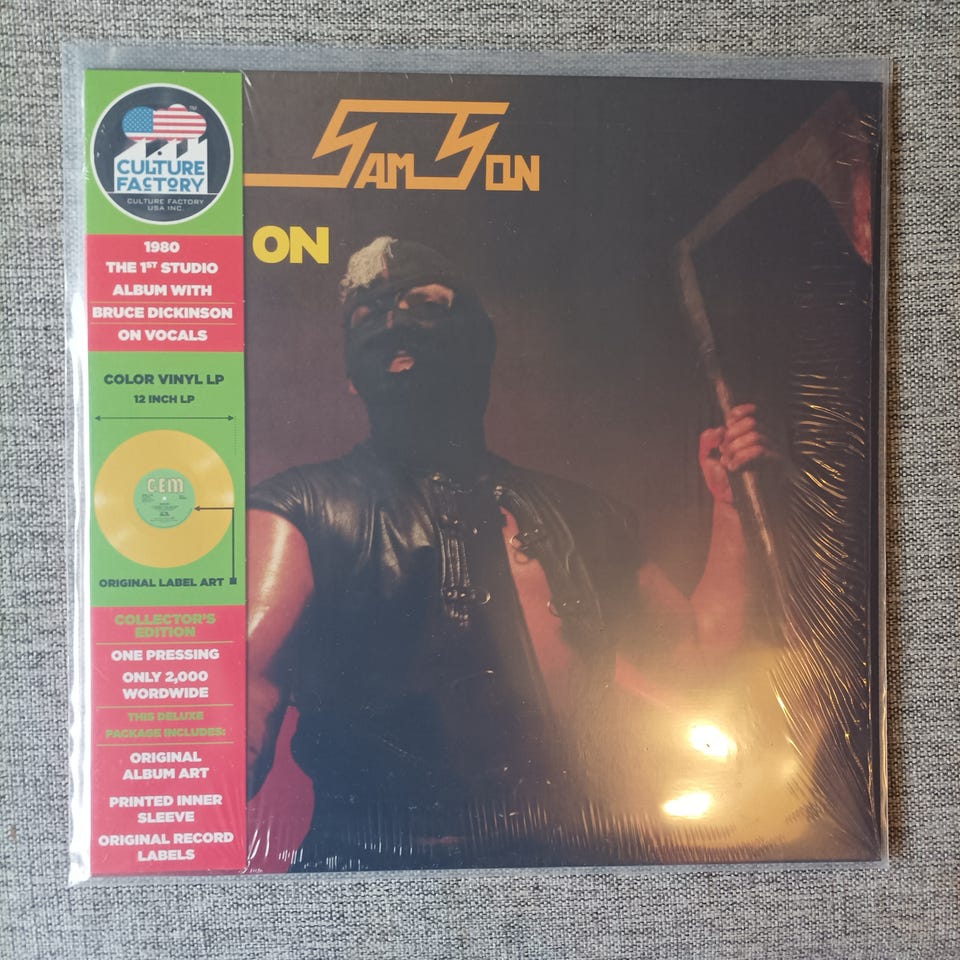 CULTURE
FACTORY
CULTURE FACTORY
USA INC.
1980
THE 1ST STUDIO
ALBUM WITH
BRUCE DICKINSON
ON VOCALS
COLOR VINYL LP
12 INCH LP
GEM
ORIGINAL LABEL ART
COLLECTOR'S
EDITION
ONE PRESSING
ONLY 2,000
WORDWIDE
THIS DELUXE
PACKAGE INCLUDES:
ORIGINAL
ALBUM ART
PRINTED INNER
SLEEVE
ORIGINAL RECORD
LABELS
SAMSON
ON